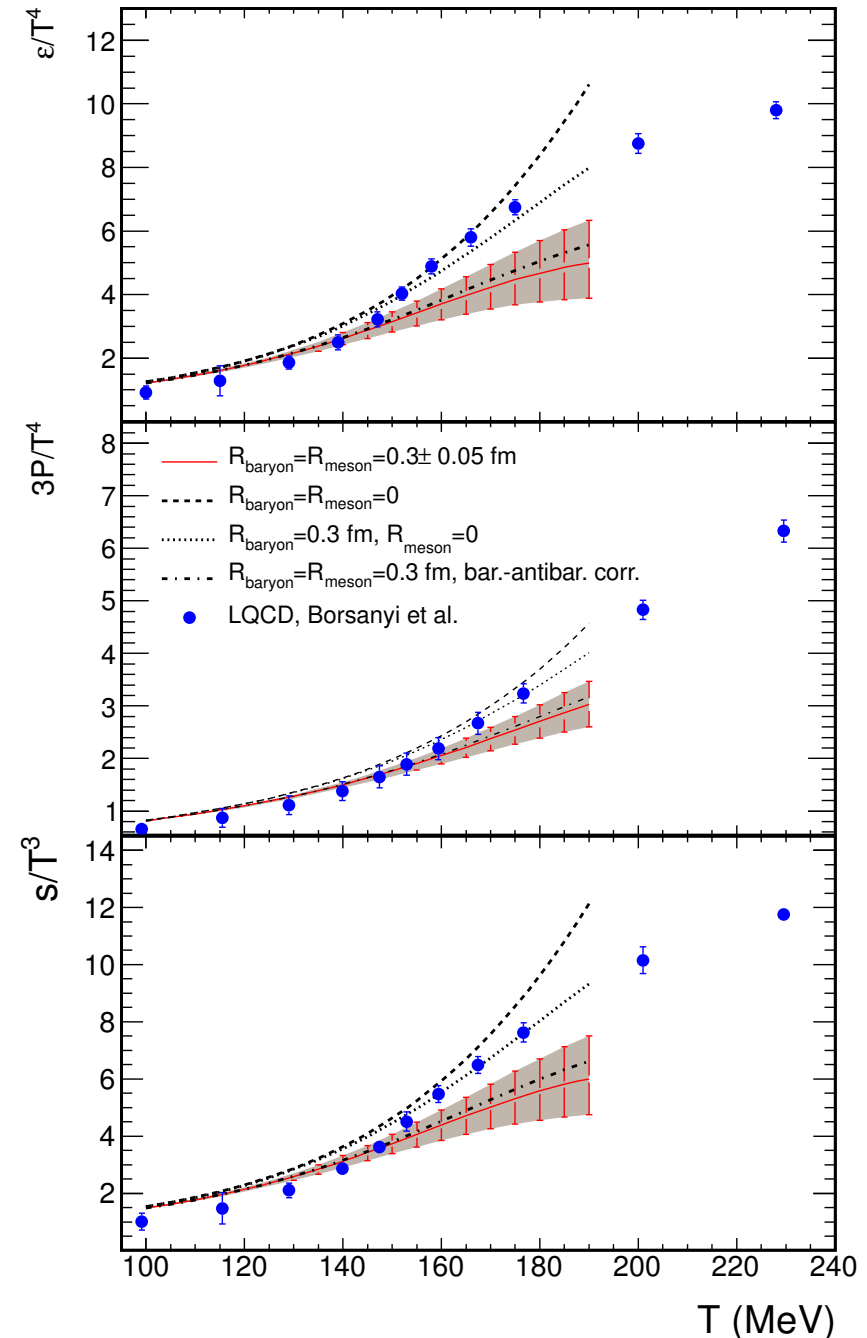 ε/T⁴
12
10
8
6
4
2
3P/T⁴
8
7
6
5
4
3
2
1
R_baryon=R_meson=0.3± 0.05 fm
R_baryon=R_meson=0
R_baryon=0.3 fm, R_meson=0
R_baryon=R_meson=0.3 fm, bar.-antibar. corr.
LQCD, Borsanyi et al.
s/T³
14
12
10
8
6
4
2
100 120 140 160 180 200 220 240
T (MeV)